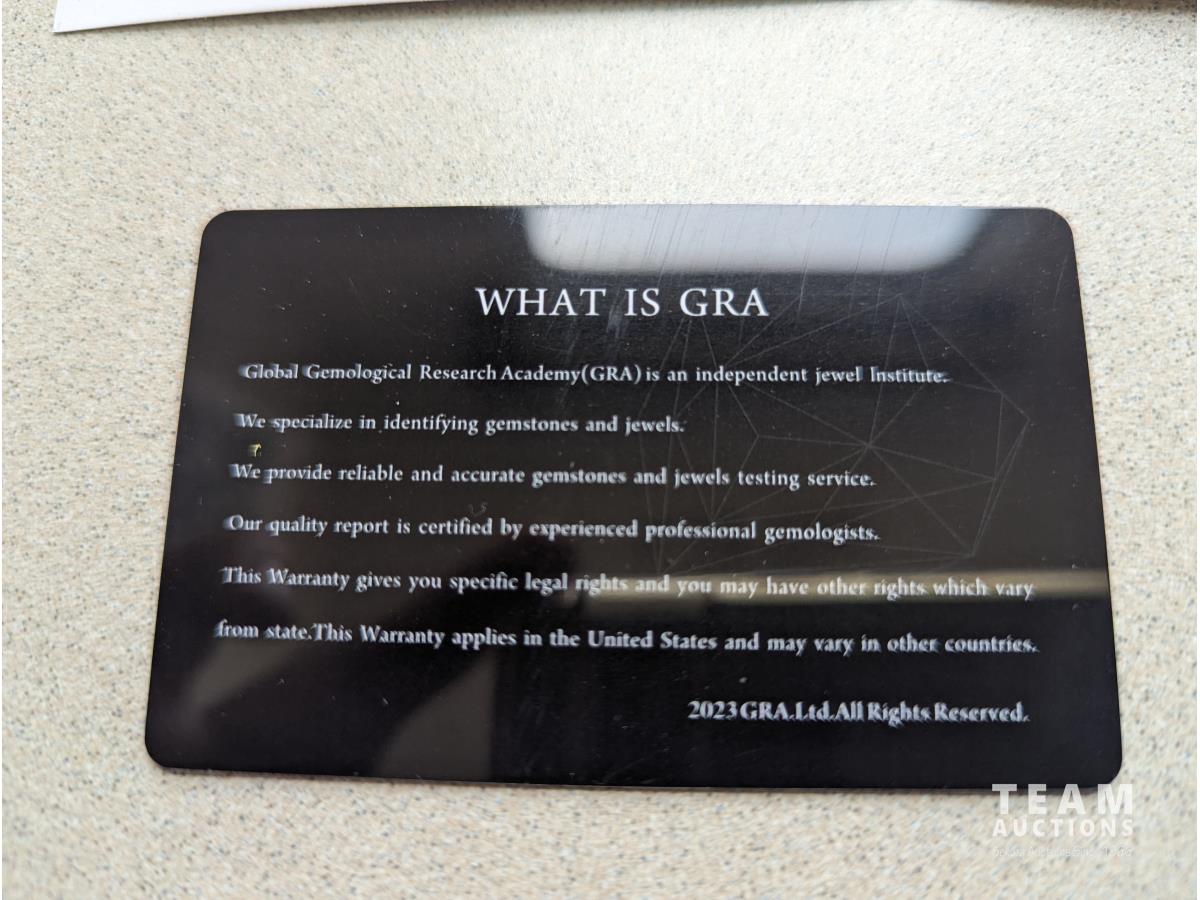 WHAT IS GRA
Global Gemological Research Academy(GRA) is an independent jewel Institute.
We specialize in identifying gemstones and jewels.
We provide reliable and accurate gemstones and jewels testing service.
Our quality report is certified by experienced professional gemologists.
This Warranty gives you specific legal rights and you may have other rights which vary
from state.This Warranty applies in the United States and may vary in other countries.
2023 GRA.Ltd.All Rights Reserved.
TEAM
AUCTIONS